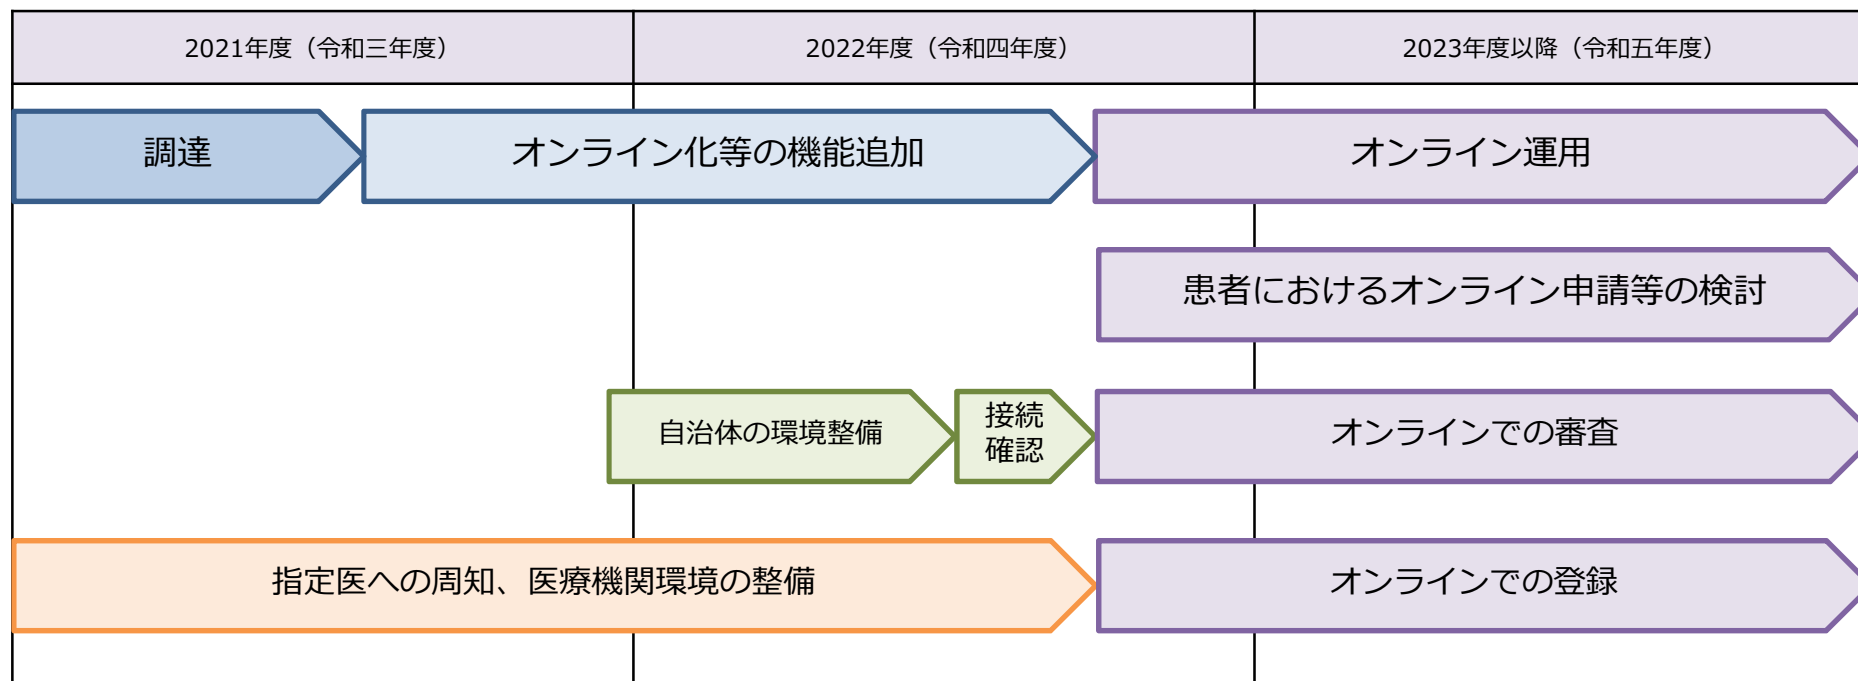 2021年度（令和三年度）
2022年度（令和四年度）
2023年度以降（令和五年度）
調達
オンライン化等の機能追加
オンライン運用
患者におけるオンライン申請等の検討
自治体の環境整備
接続
確認
オンラインでの審査
指定医への周知、医療機関環境の整備
オンラインでの登録